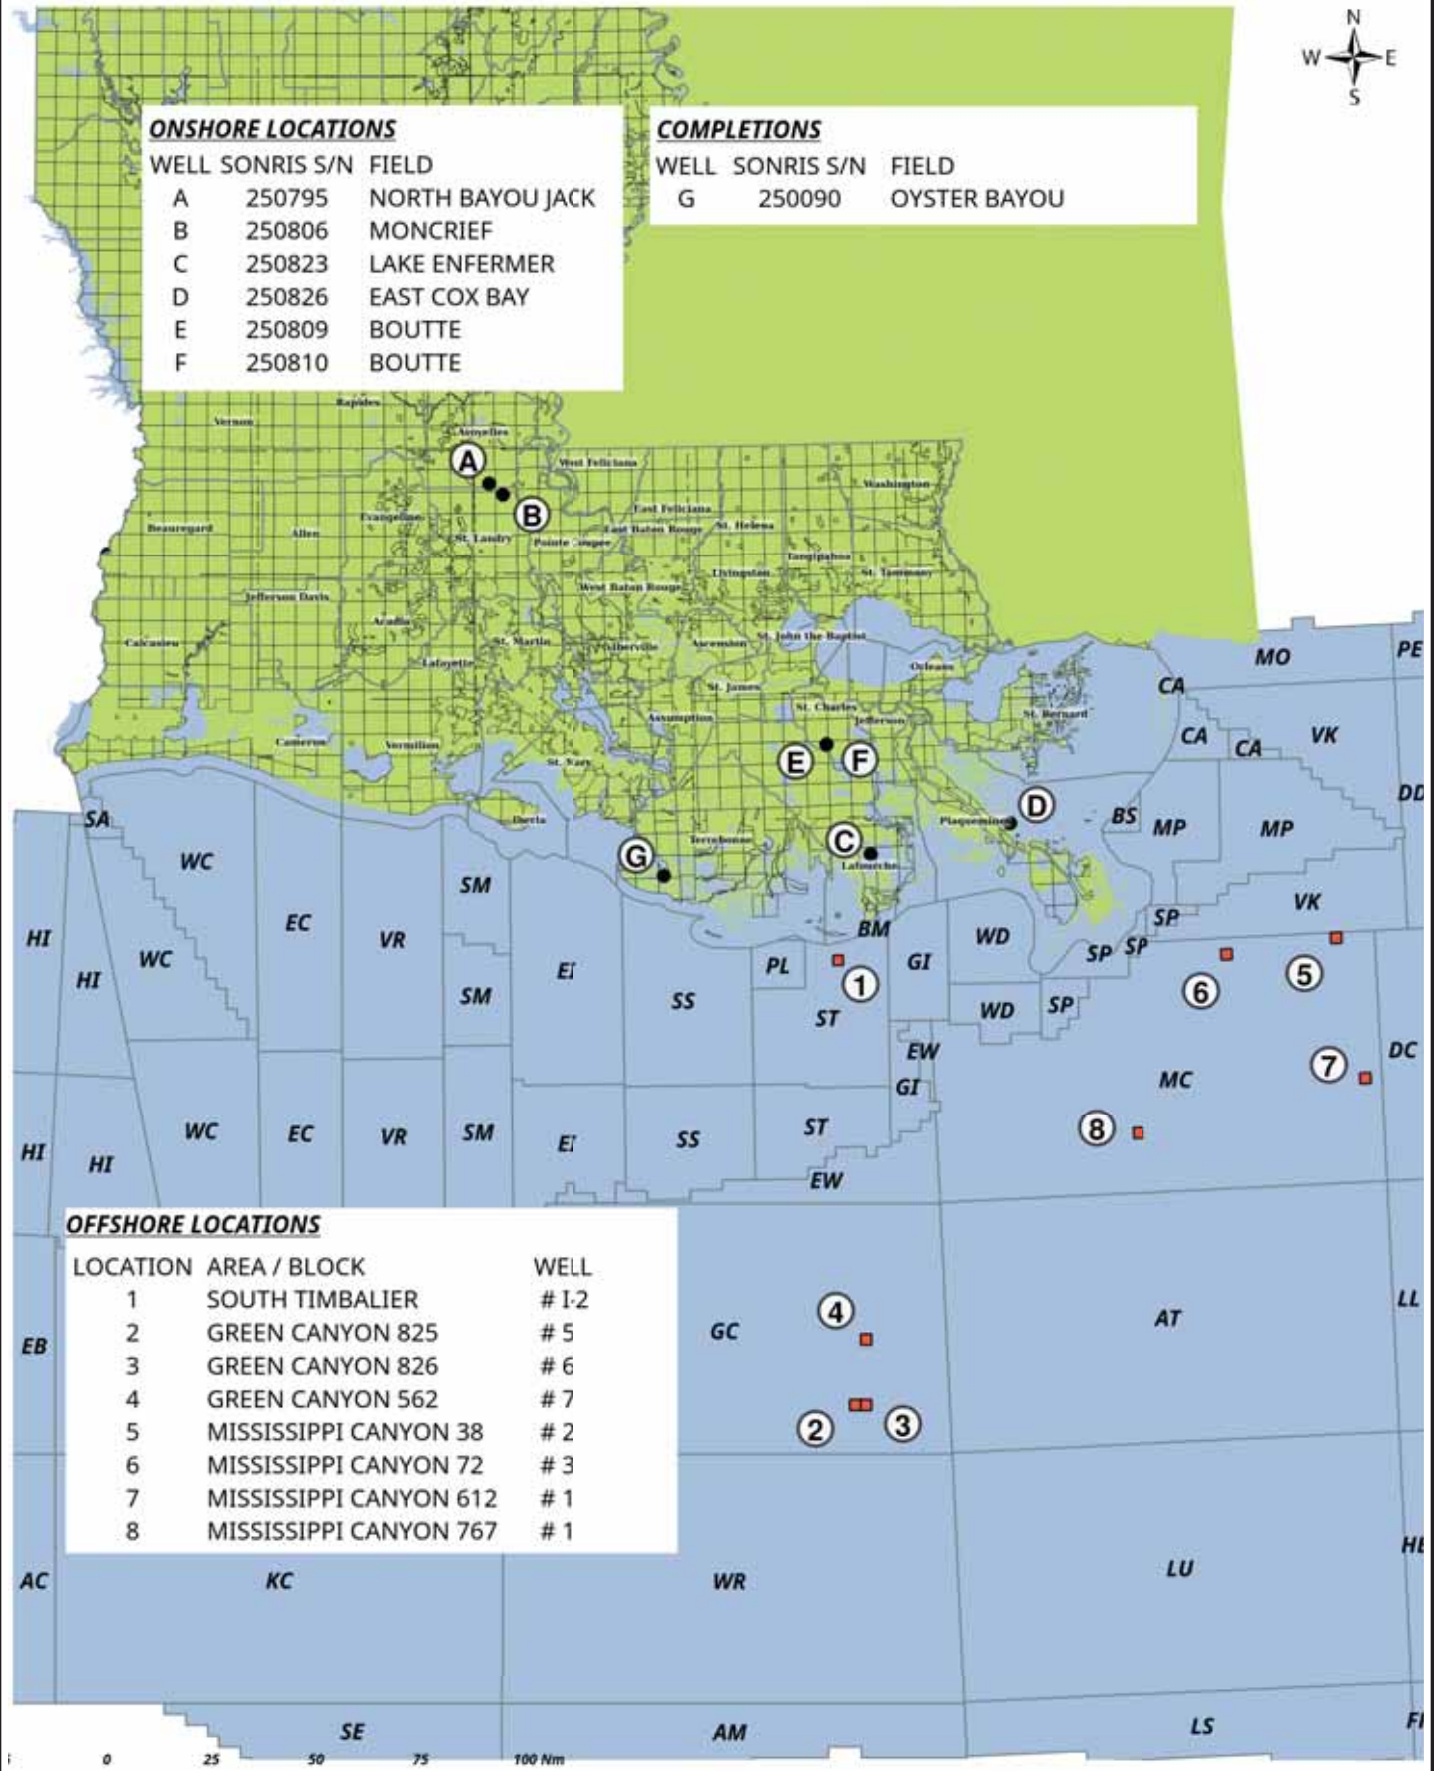 N
W E
S
ONSHORE LOCATIONS
WELL SONRIS S/N FIELD
A 250795 NORTH BAYOU JACK
B 250806 MONCRIEF
C 250823 LAKE ENFERMER
D 250826 EAST COX BAY
E 250809 BOUTTE
F 250810 BOUTTE
COMPLETIONS
WELL SONRIS S/N FIELD
G 250090 OYSTER BAYOU
Rapides
Vernon
Avoyelles
A
West Feliciana
Washington
B
East Feliciana
Evangeline
Beauregard
Allen
St. Landry
Pointe Coupee
East Baton Rouge
St. Helena
Tangipahoa
Livingston
St. Tammany
Jefferson Davis
West Baton Rouge
Acadia
Calcasieu
St. Martin
Iberville
Ascension
St. John the Baptist
Lafayette
Orleans
St. James
St. Charles
Assumption
Jefferson
St. Bernard
Cameron
Vermilion
St. Mary
E F
D
Iberia
Plaquemines
Terrebonne
C
Lafourche
G
MO PE
CA
CA CA VK
DD
BS MP MP
SA
WC
SM
EC
VR
HI
WC
HI
SM
EI
SS
PL
BM
GI
WD
SP
SP
SP
VK
1
ST
WD
SP
6
5
EW
GI
MC
7
DC
8
HI
HI
WC
EC
VR
SM
EI
SS
ST
EW
OFFSHORE LOCATIONS
LOCATION AREA / BLOCK WELL
1 SOUTH TIMBALIER # I-2
2 GREEN CANYON 825 # 5
3 GREEN CANYON 826 # 6
4 GREEN CANYON 562 # 7
5 MISSISSIPPI CANYON 38 # 2
6 MISSISSIPPI CANYON 72 # 3
7 MISSISSIPPI CANYON 612 # 1
8 MISSISSIPPI CANYON 767 # 1
EB
GC
4
AT
LL
2 3
AC
KC
WR
LU
SE
AM
LS
0 25 50 75 100 Nm